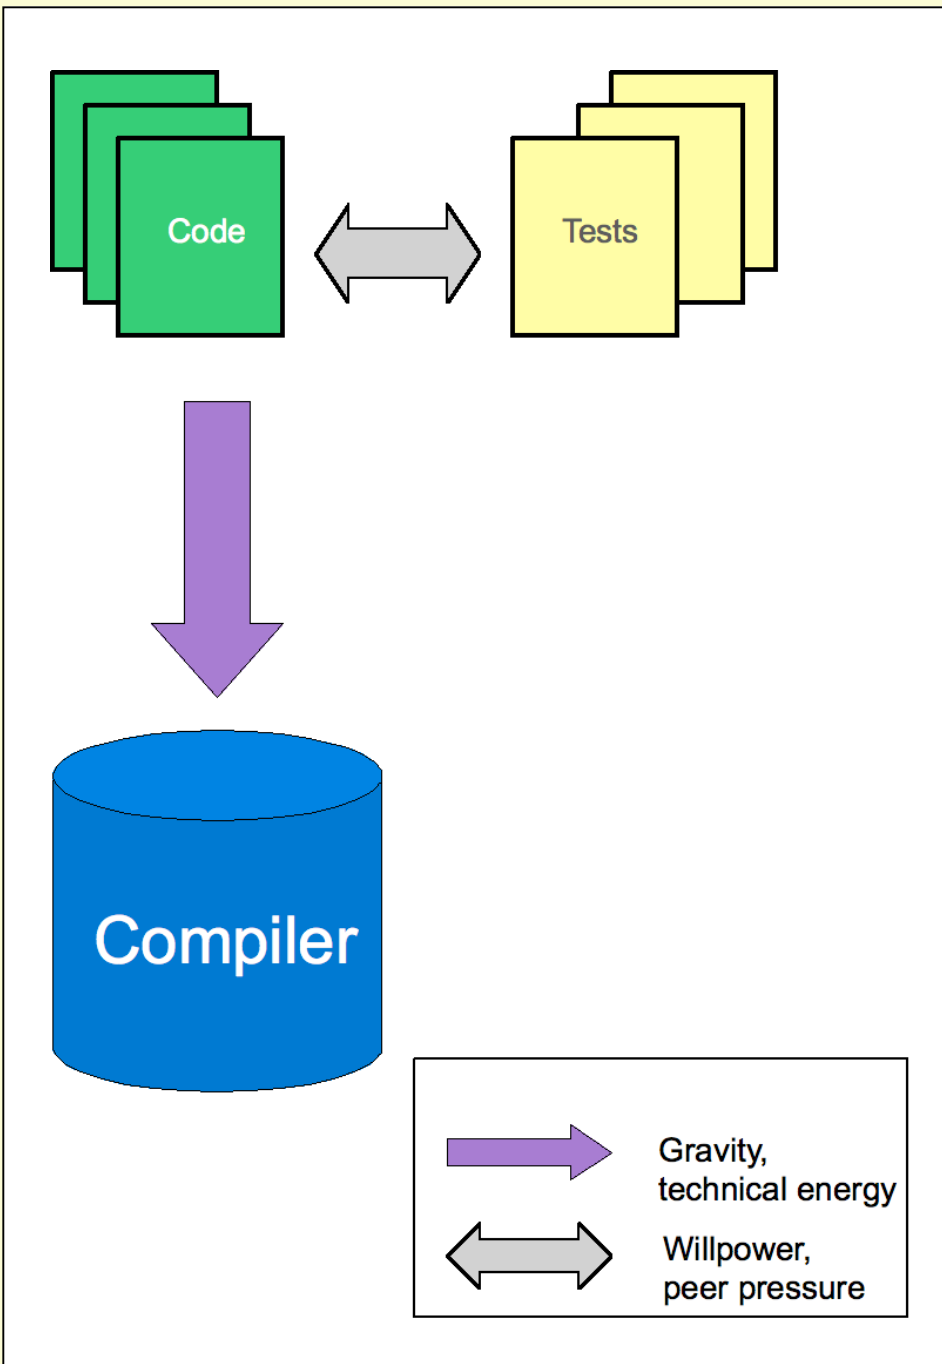 Code
Tests
Compiler
Gravity,
technical energy
Willpower,
peer pressure